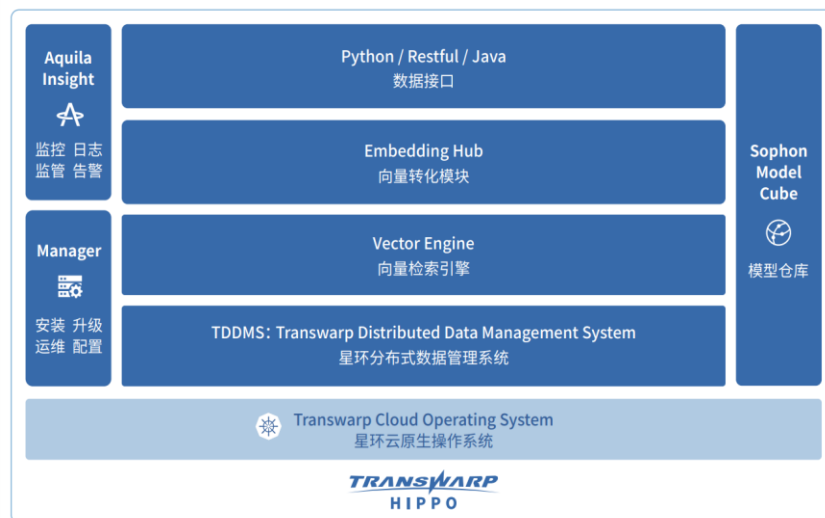 Aquila
Insight
监控 日志
监管 告警
Manager
安装 升级
运维 配置
Python / Restful / Java
数据接口
Embedding Hub
向量转化模块
Vector Engine
向量检索引擎
TDDMS: Transwarp Distributed Data Management System
星环分布式数据管理系统
Sophon
Model
Cube
模型仓库
Transwarp Cloud Operating System
星环云原生操作系统
TRANSWARP
HIPPO